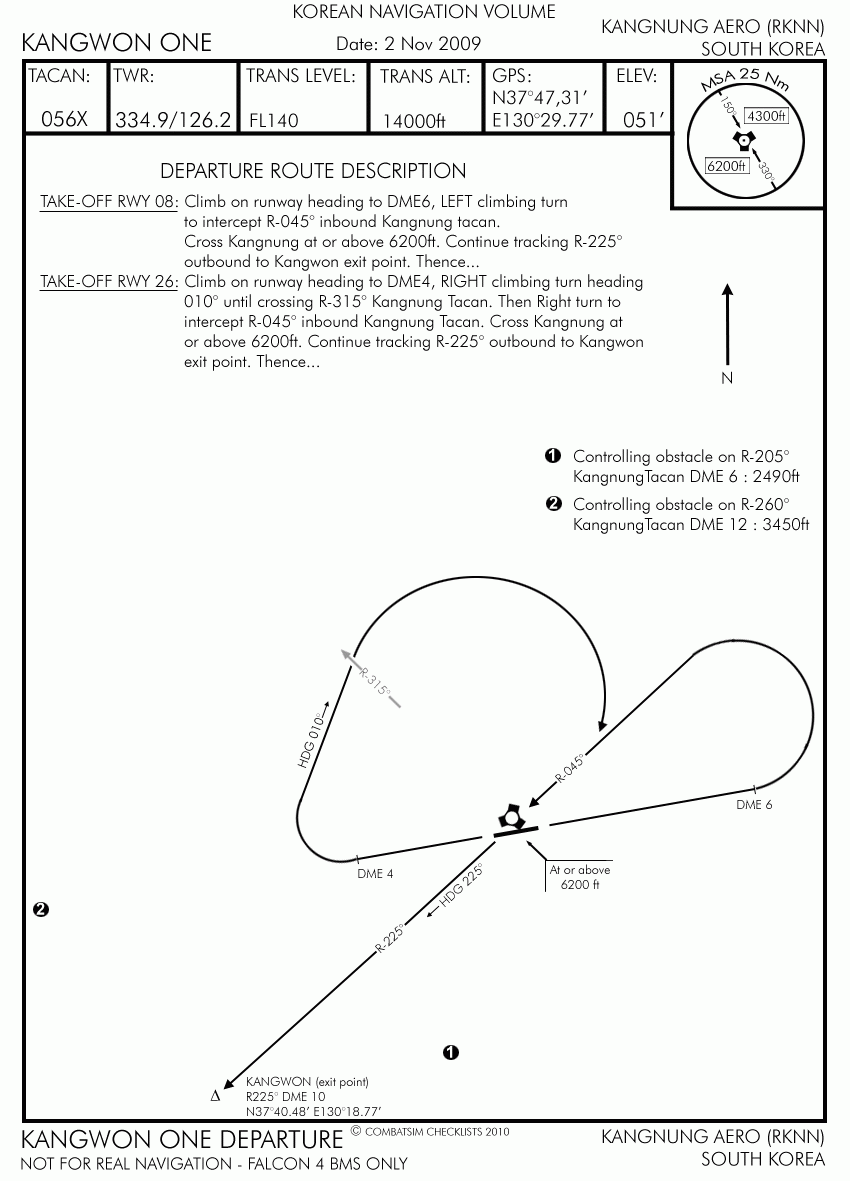 KOREAN NAVIGATION VOLUME
KANGWON ONE
Date: 2 Nov 2009
KANGNUNG AERO (RKNN)
SOUTH KOREA
TACAN:
056X
TWR:
334.9/126.2
TRANS LEVEL:
FL140
TRANS ALT:
14000ft
GPS:
N37°47,31’
E130°29.77’
ELEV:
051’
MSA 25 Nm
150°
4300ft
6200ft
330°
DEPARTURE ROUTE DESCRIPTION
TAKE-OFF RWY 08: Climb on runway heading to DME6, LEFT climbing turn
to intercept R-045° inbound Kangnung tacan.
Cross Kangnung at or above 6200ft. Continue tracking R-225°
outbound to Kangwon exit point. Thence...
TAKE-OFF RWY 26: Climb on runway heading to DME4, RIGHT climbing turn heading
010° until crossing R-315° Kangnung Tacan. Then Right turn to
intercept R-045° inbound Kangnung Tacan. Cross Kangnung at
or above 6200ft. Continue tracking R-225° outbound to Kangwon
exit point. Thence...
N
1 Controlling obstacle on R-205°
KangnungTacan DME 6 : 2490ft
2 Controlling obstacle on R-260°
KangnungTacan DME 12 : 3450ft
R-315°
HDG 010°
R-045°
DME 6
DME 4
At or above
6200 ft
HDG 225°
2
R-225°
1
KANGWON (exit point)
R225° DME 10
N37°40.48’ E130°18.77’
KANGWON ONE DEPARTURE
© COMBATSIM CHECKLISTS 2010
KANGNUNG AERO (RKNN)
NOT FOR REAL NAVIGATION - FALCON 4 BMS ONLY
SOUTH KOREA